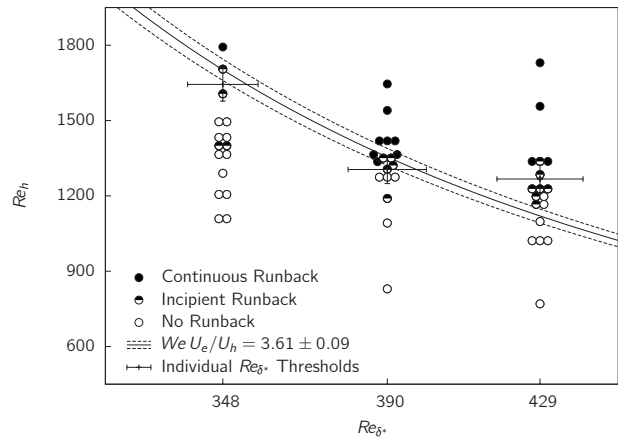 1800
1500
1200
900
600
Re_h
Continuous Runback
Incipient Runback
No Runback
We U_e/U_h = 3.61 ± 0.09
Individual Re_δ* Thresholds
348 390 429
Re_δ*